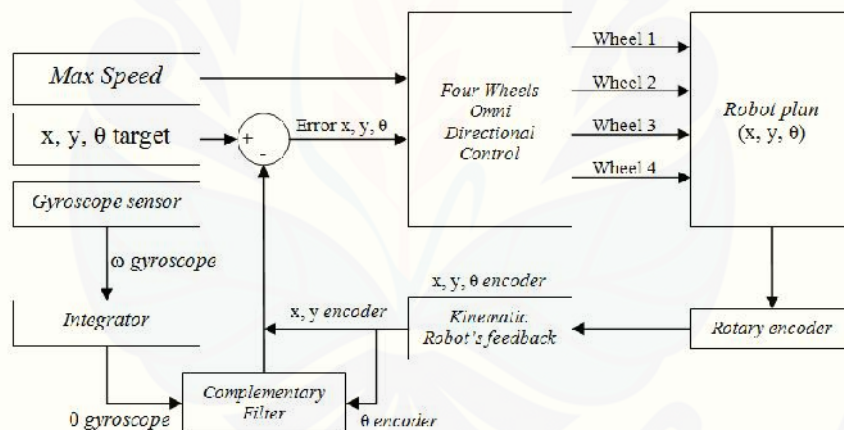 Max Speed
x, y, θ target
Gyroscope sensor
ω gyroscope
Integrator
θ gyroscope
+
-
Error x, y, θ
Four Wheels
Omni
Directional
Control
Wheel 1
Wheel 2
Wheel 3
Wheel 4
Robot plan
(x, y, θ)
x, y, θ encoder
x, y encoder
Kinematic
Robot's feedback
Rotary encoder
Complementary
Filter
θ encoder